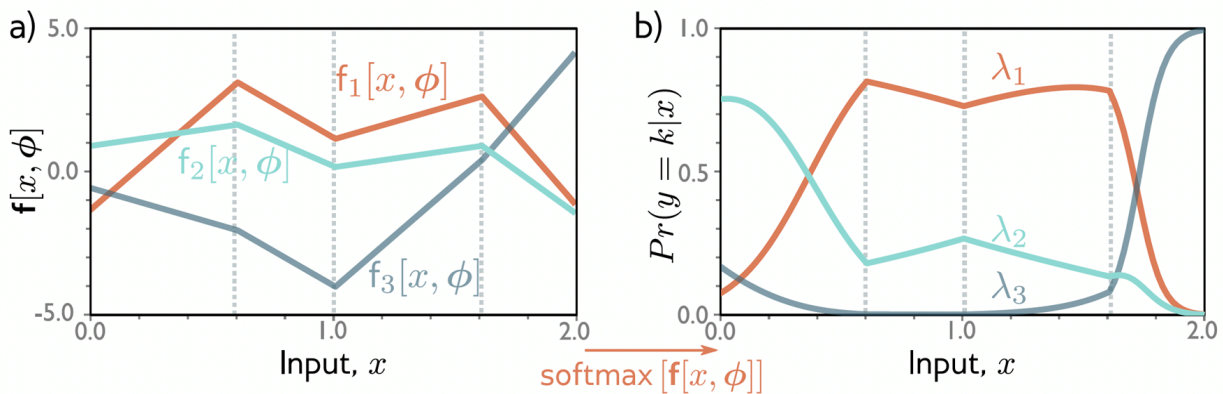 a)
5.0
0.0
-5.0
f[x, ϕ]
f₁[x, ϕ]
f₂[x, ϕ]
f₃[x, ϕ]
0.0 1.0 2.0
Input, x
softmax [f[x, ϕ]]
b)
1.0
0.5
0.0
Pr(y = k|x)
λ₁
λ₂
λ₃
0.0 1.0 2.0
Input, x